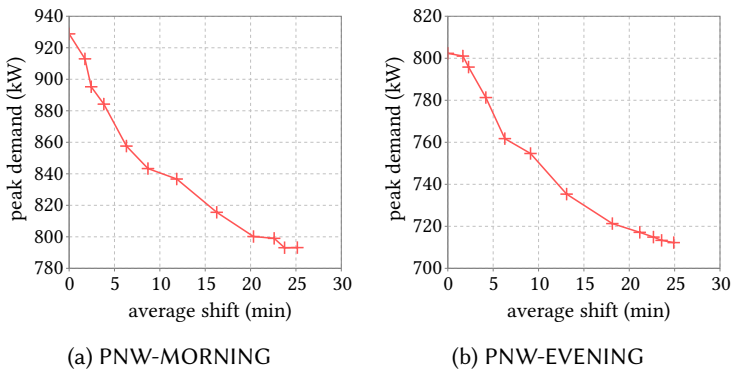 940
920
900
880
860
840
820
800
780
peak demand (kW)
0 5 10 15 20 25 30
average shift (min)
(a) PNW-MORNING
820
800
780
760
740
720
700
peak demand (kW)
0 5 10 15 20 25 30
average shift (min)
(b) PNW-EVENING